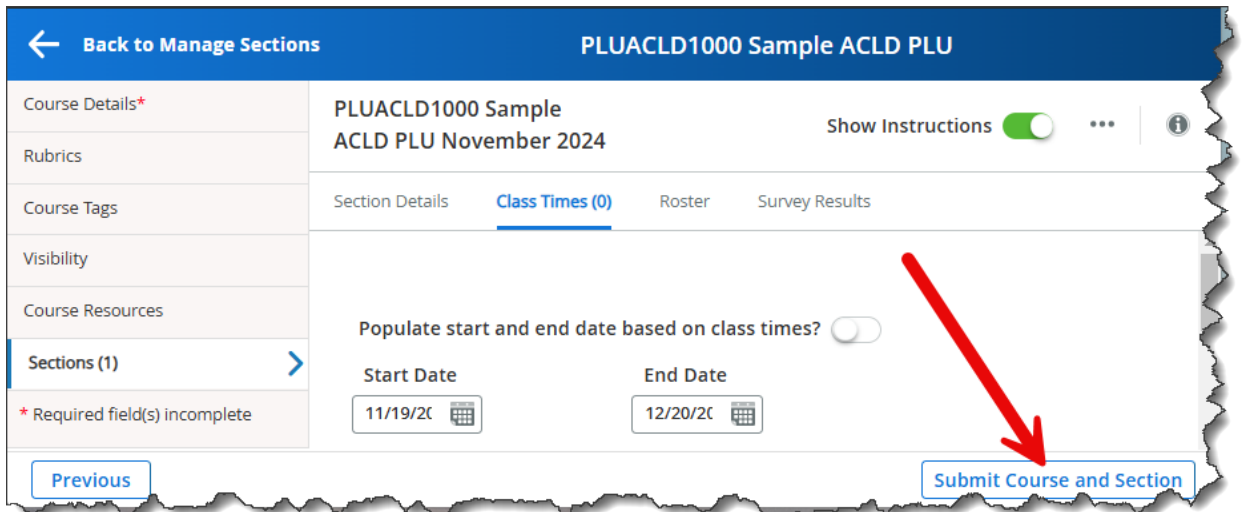 Back to Manage Sections
PLUACLD1000 Sample ACLD PLU
Course Details*
Rubrics
Course Tags
Visibility
Course Resources
Sections (1)
* Required field(s) incomplete
PLUACLD1000 Sample
ACLD PLU November 2024
Show Instructions
Section Details Class Times (0) Roster Survey Results
Populate start and end date based on class times?
Start Date End Date
11/19/20 12/20/20
Previous
Submit Course and Section